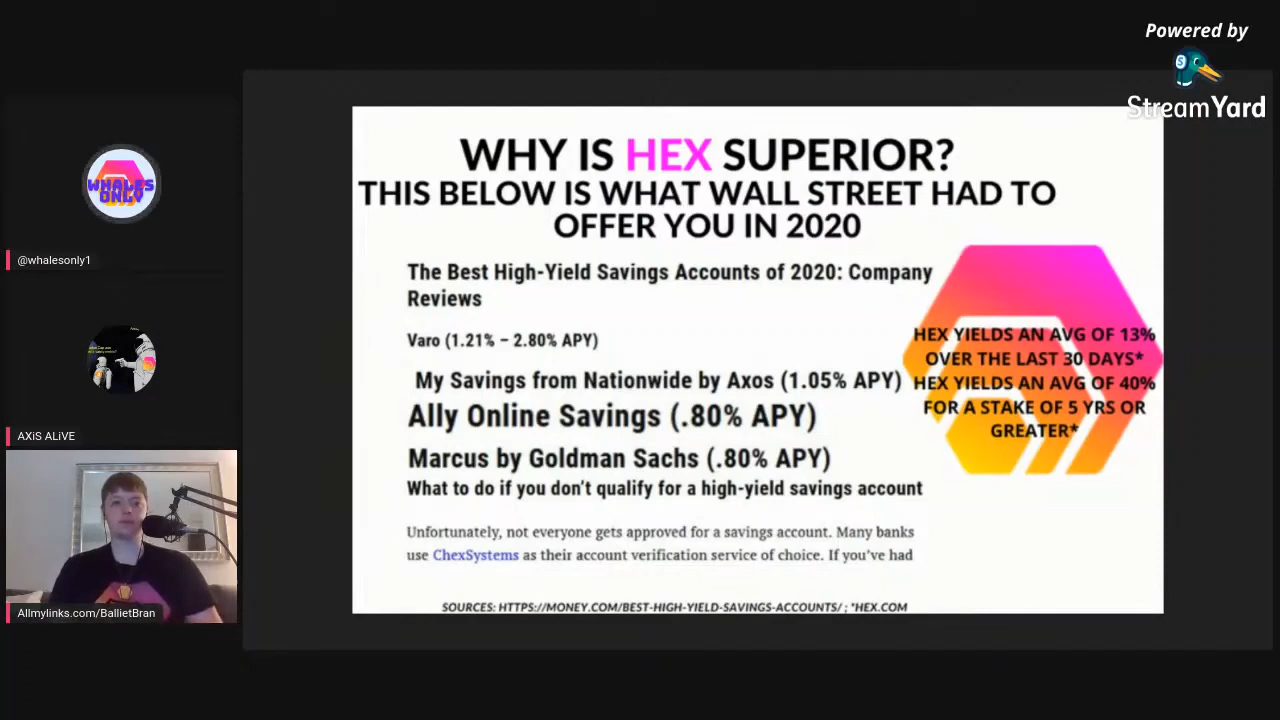 Powered by
StreamYard
WHALES
ONLY
@whalesonly1
AXiS ALiVE
.COM
Allmylinks.com/BallietBran
WHY IS HEX SUPERIOR?
THIS BELOW IS WHAT WALL STREET HAD TO
OFFER YOU IN 2020
The Best High-Yield Savings Accounts of 2020: Company
Reviews
Varo (1.21% – 2.80% APY)
My Savings from Nationwide by Axos (1.05% APY)
Ally Online Savings (.80% APY)
Marcus by Goldman Sachs (.80% APY)
What to do if you don't qualify for a high-yield savings account
Unfortunately, not everyone gets approved for a savings account. Many banks
use ChexSystems as their account verification service of choice. If you've had
HEX YIELDS AN AVG OF 13%
OVER THE LAST 30 DAYS*
HEX YIELDS AN AVG OF 40%
FOR A STAKE OF 5 YRS OR
GREATER*
SOURCES: HTTPS://MONEY.COM/BEST-HIGH-YIELD-SAVINGS-ACCOUNTS/ ; *HEX.COM